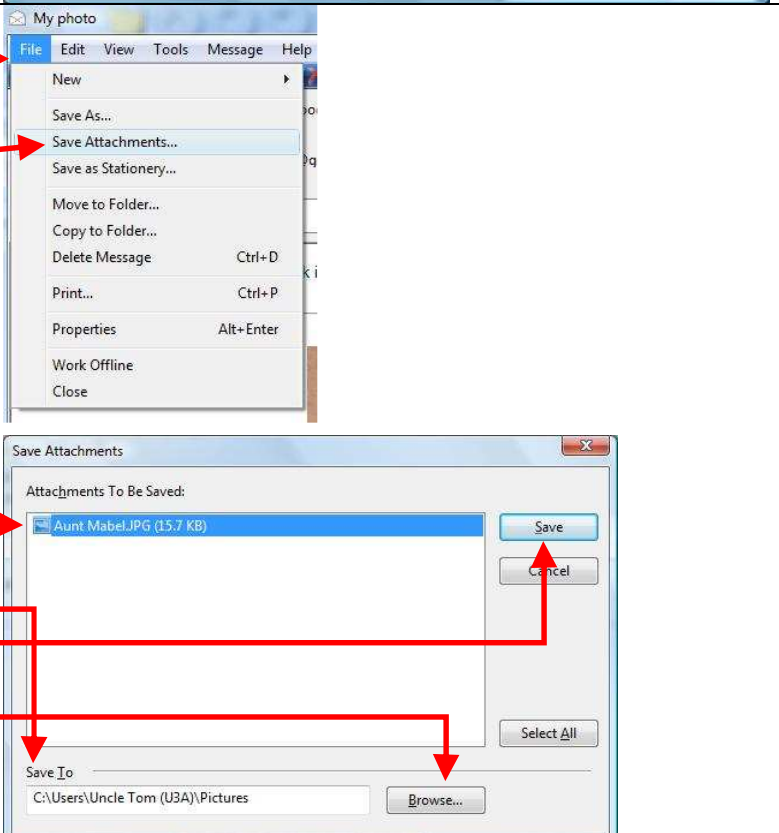 My photo
File Edit View Tools Message Help
New
Save As...
Save Attachments...
Save as Stationery...
Move to Folder...
Copy to Folder...
Delete Message Ctrl+D
Print... Ctrl+P
Properties Alt+Enter
Work Offline
Close
Save Attachments
Attachments To Be Saved:
Aunt Mabel.JPG (15.7 KB)
Save
Cancel
Select All
Save To
C:\Users\Uncle Tom (U3A)\Pictures
Browse...